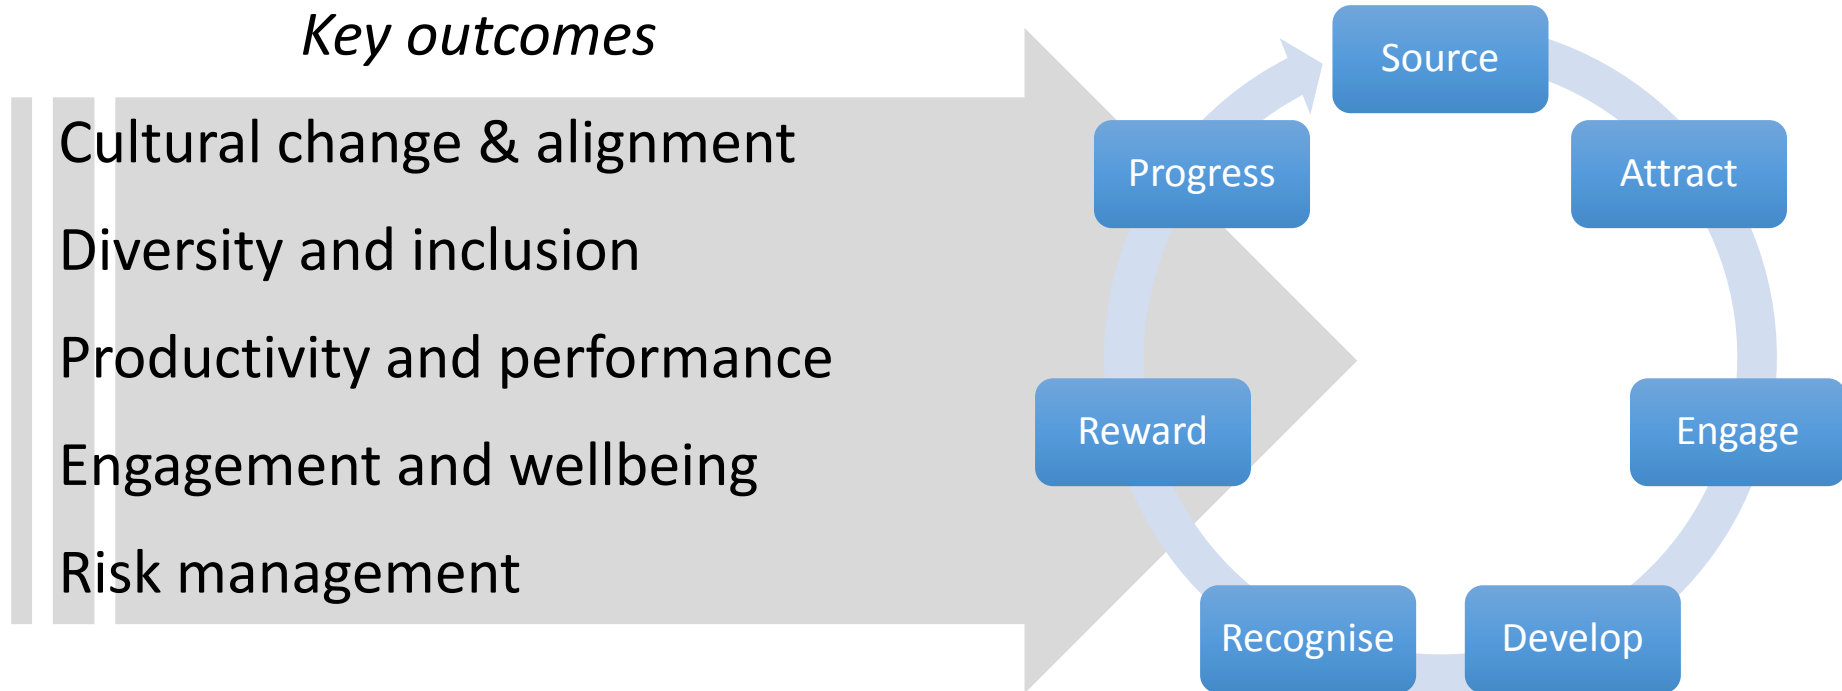 Key outcomes
Cultural change & alignment
Diversity and inclusion
Productivity and performance
Engagement and wellbeing
Risk management
Source
Attract
Engage
Develop
Recognise
Reward
Progress